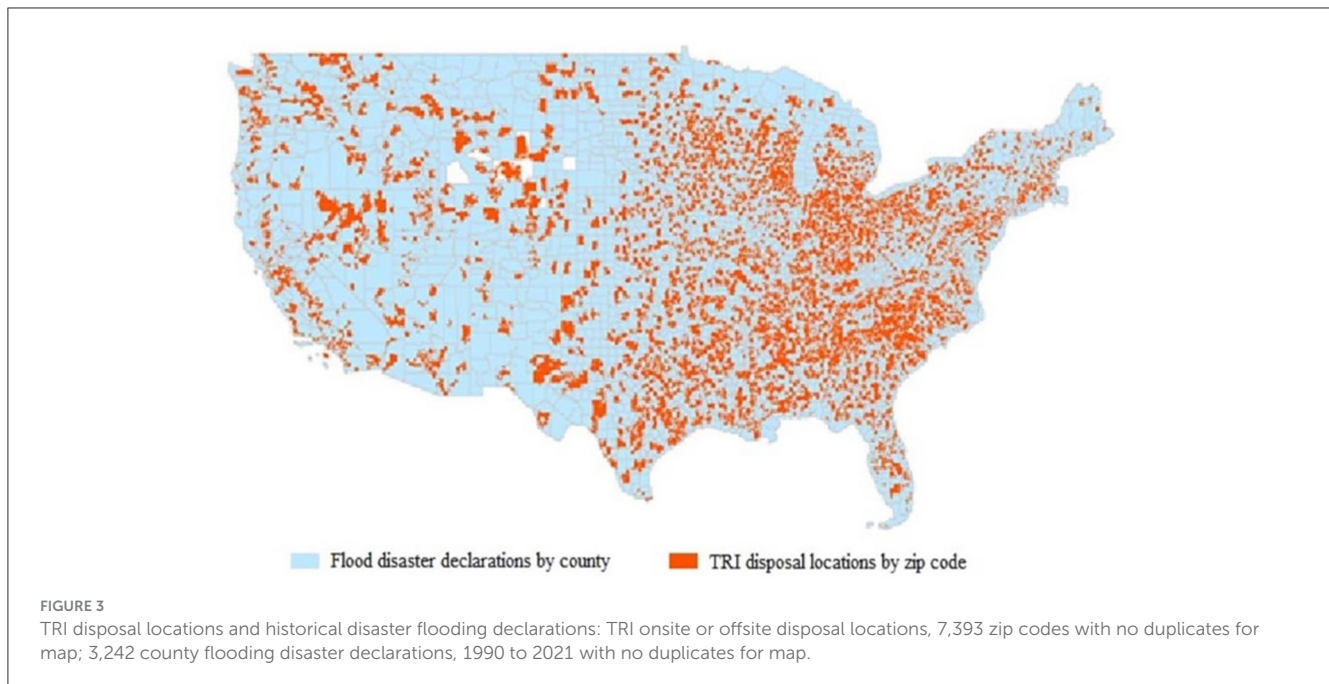 Flood disaster declarations by county
TRI disposal locations by zip code
FIGURE 3
TRI disposal locations and historical disaster flooding declarations: TRI onsite or offsite disposal locations, 7,393 zip codes with no duplicates for
map; 3,242 county flooding disaster declarations, 1990 to 2021 with no duplicates for map.